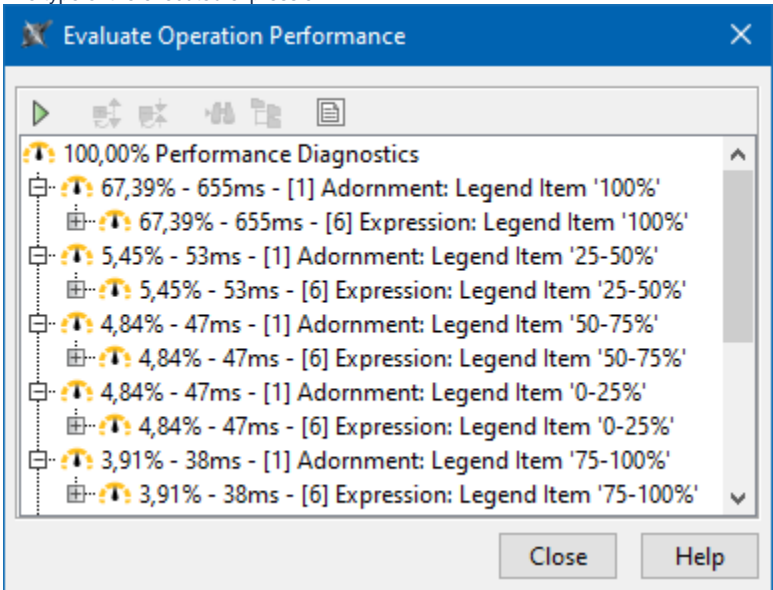 Evaluate Operation Performance
100,00% Performance Diagnostics
67,39% - 655ms - [1] Adornment: Legend Item '100%'
67,39% - 655ms - [6] Expression: Legend Item '100%'
5,45% - 53ms - [1] Adornment: Legend Item '25-50%'
5,45% - 53ms - [6] Expression: Legend Item '25-50%'
4,84% - 47ms - [1] Adornment: Legend Item '50-75%'
4,84% - 47ms - [6] Expression: Legend Item '50-75%'
4,84% - 47ms - [1] Adornment: Legend Item '0-25%'
4,84% - 47ms - [6] Expression: Legend Item '0-25%'
3,91% - 38ms - [1] Adornment: Legend Item '75-100%'
3,91% - 38ms - [6] Expression: Legend Item '75-100%'
Close Help